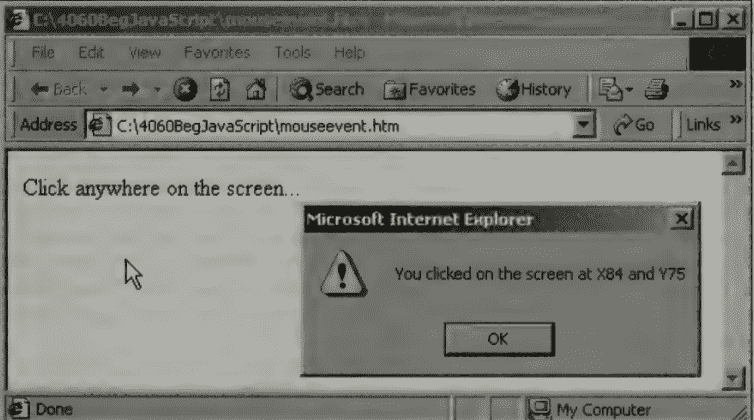 C:\4060BegJavaScript\mouseevent.htm
File Edit View Favorites Tools Help
Back Search Favorites History
Address C:\4060BegJavaScript\mouseevent.htm Go Links
Click anywhere on the screen...
Microsoft Internet Explorer
You clicked on the screen at X84 and Y75
OK
Done My Computer